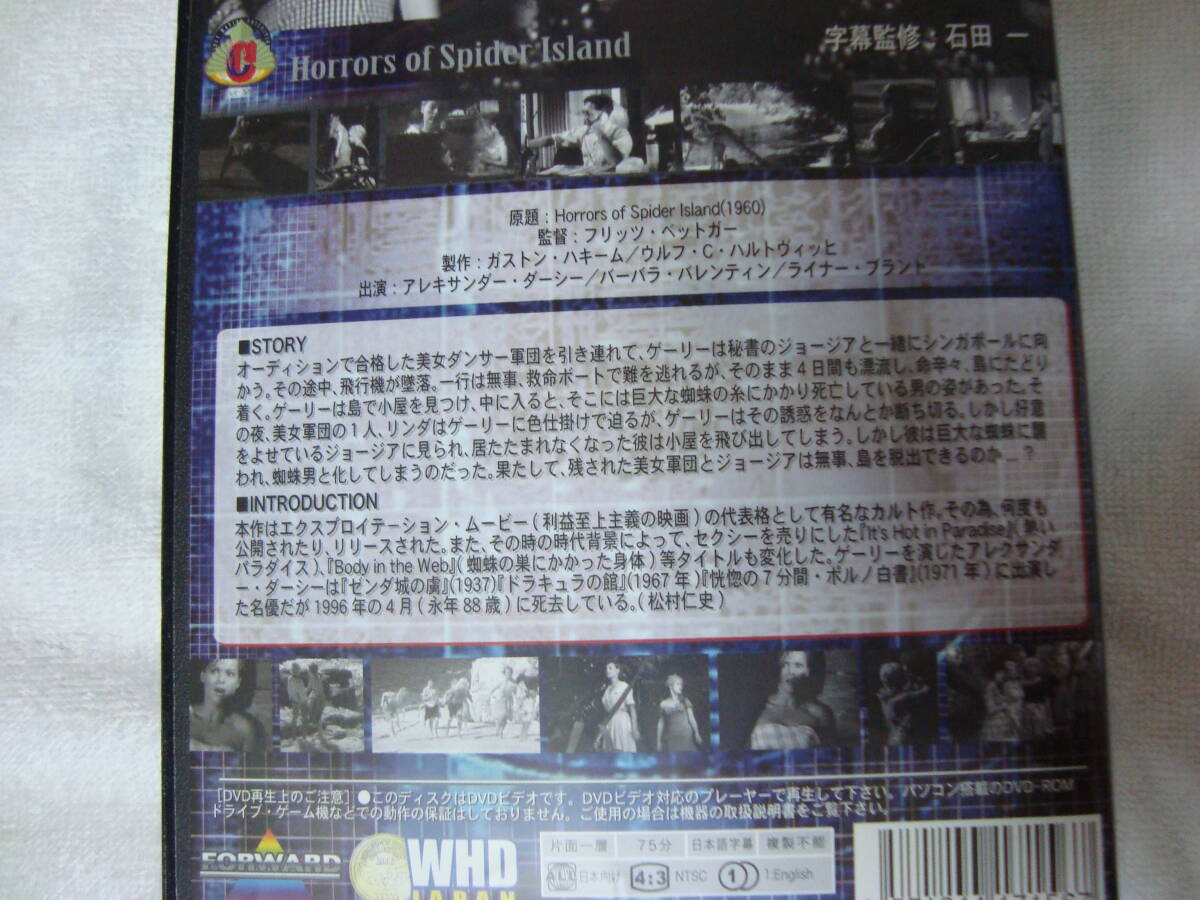 C
Horrors of Spider Island
字幕監修:石田 一
原題:Horrors of Spider Island(1960)
監督:フリッツ・ベットガー
製作:ガストン・ハキーム/ウルフ・C・ハルトヴィッヒ
出演:アレキサンダー・ダーシー/バーバラ・バレンティン/ライナー・ブラント
■STORY
オーディションで合格した美女ダンサー軍団を引き連れて、ゲーリーは秘書のジョージアと一緒にシンガポールに向
かう。その途中、飛行機が墜落。一行は無事、救命ボートで難を逃れるが、そのまま4日間も漂流し、命辛々、島にたどり
着く。ゲーリーは島で小屋を見つけ、中に入ると、そこには巨大な蜘蛛の糸にかかり死亡している男の姿があった。そ
の夜、美女軍団の1人、リンダはゲーリーに色仕掛けで迫るが、ゲーリーはその誘惑をなんとか断ち切る。しかし好意
をよせているジョージアに見られ、居たたまれなくなった彼は小屋を飛び出してしまう。しかし彼は巨大な蜘蛛に襲
われ、蜘蛛男と化してしまうのだった。果たして、残された美女軍団とジョージアは無事、島を脱出できるのか…?
■INTRODUCTION
本作はエクスプロイテーション・ムービー(利益至上主義の映画)の代表格として有名なカルト作。その為、何度も
公開されたり、リリースされた。また、その時の時代背景によって、セクシーを売りにした『It's Hot in Paradise』(熱い
パラダイス)、『Body in the Web』(蜘蛛の巣にかかった身体)等タイトルも変化した。ゲーリーを演じたアレクサンダ
ー・ダーシーは『ゼンダ城の虜』(1937)『ドラキュラの館』(1967年)『恍惚の7分間・ポルノ白書』(1971年)に出演し
た名優だが1996年の4月(永年88歳)に死去している。(松村仁史)
[DVD再生上のご注意]●このディスクはDVDビデオです。DVDビデオ対応のプレーヤーで再生して下さい。パソコン搭載のDVD-ROM
ドライブ・ゲーム機などでの動作の保証はしておりません。ご使用の場合は機器の取扱説明書をご覧下さい。
FORWARD
WHD
JAPAN
片面一層 75分 日本語字幕 複製不能
ALL 日本向け 4:3 NTSC 1 1:English